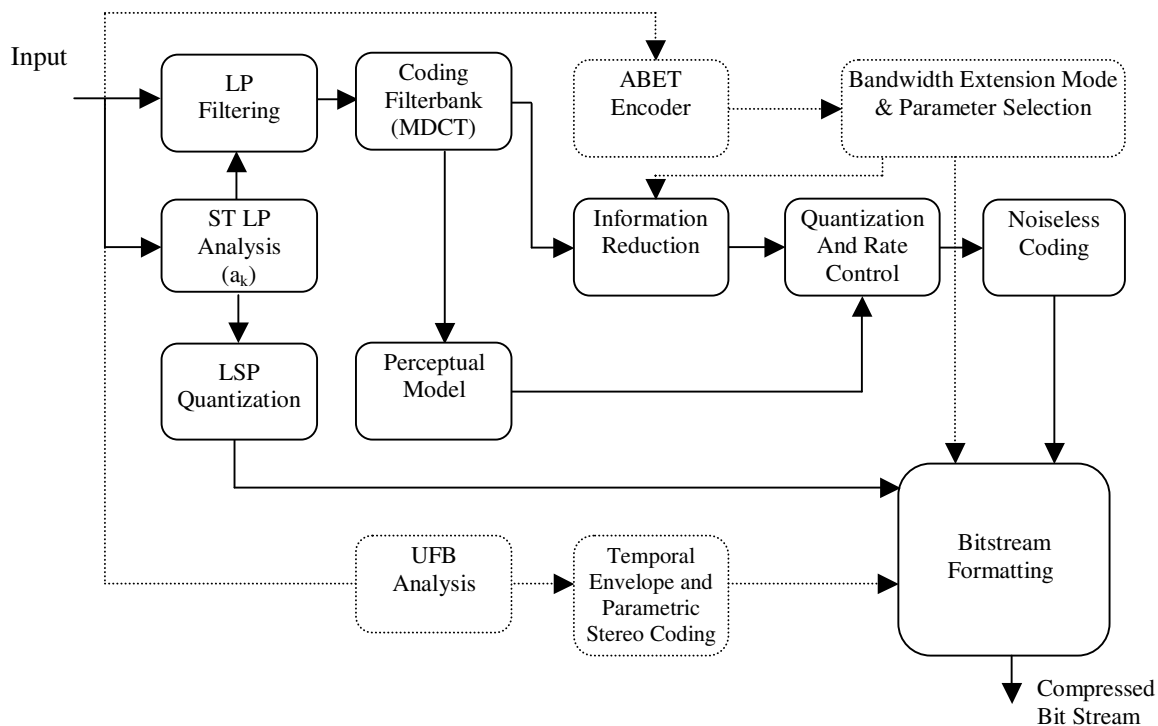 Input
LP
Filtering
Coding
Filterbank
(MDCT)
ABET
Encoder
Bandwidth Extension Mode
& Parameter Selection
ST LP
Analysis
(aₖ)
Information
Reduction
Quantization
And Rate
Control
Noiseless
Coding
LSP
Quantization
Perceptual
Model
Bitstream
Formatting
UFB
Analysis
Temporal
Envelope and
Parametric
Stereo Coding
Compressed
Bit Stream